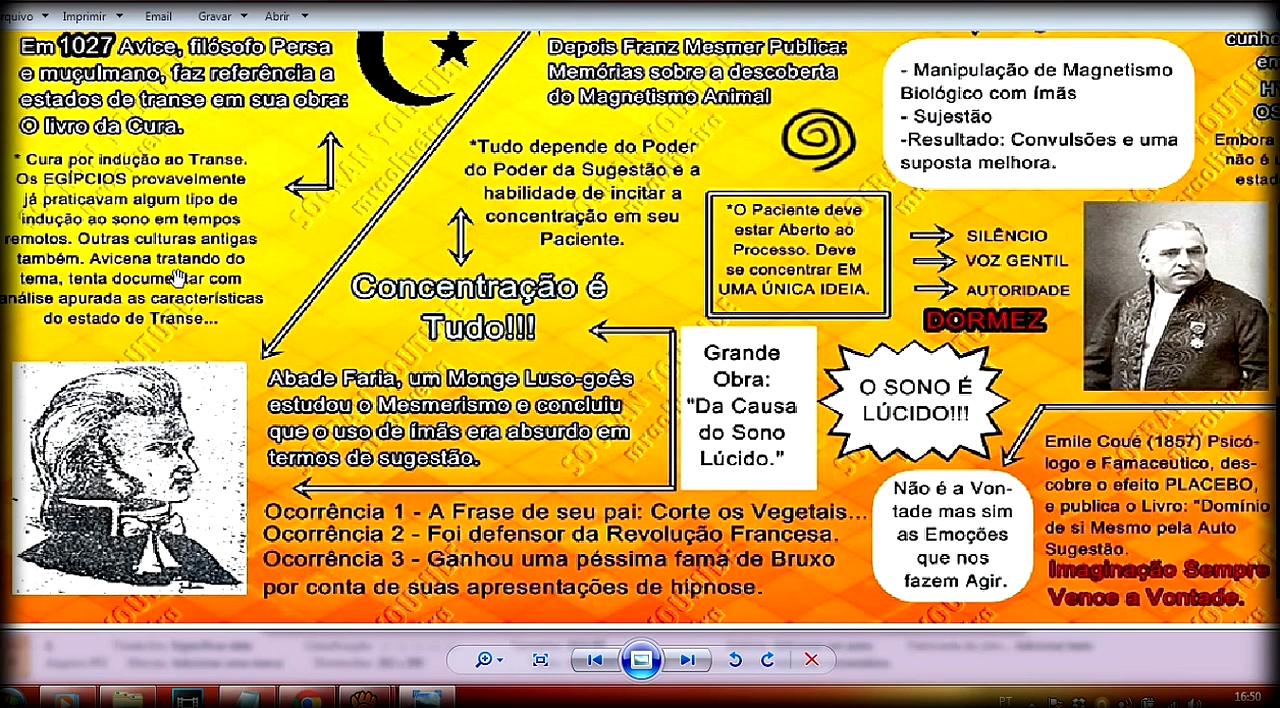 Imprimir
Email
Gravar
Abrir
Em 1027 Avice, filósofo Persa
e muçulmano, faz referência a
estados de transe em sua obra:
O livro da Cura.
* Cura por indução ao Transe.
Os EGÍPCIOS provavelmente
já praticavam algum tipo de
indução ao sono em tempos
remotos. Outras culturas antigas
também. Avicena tratando do
tema, tenta documentar com
análise apurada as características
do estado de Transe...
Depois Franz Mesmer Publica:
Memórias sobre a descoberta
do Magnetismo Animal
*Tudo depende do Poder
do Poder da Sugestão e a
habilidade de incitar a
concentração em seu
Paciente.
Concentração é
Tudo!!!
- Manipulação de Magnetismo
Biológico com ímãs
- Sujestão
-Resultado: Convulsões e uma
suposta melhora.
cunho
em
Embora
não é
estad
*O Paciente deve
estar Aberto ao
Processo. Deve
se concentrar EM
UMA ÚNICA IDEIA.
SILÊNCIO
VOZ GENTIL
AUTORIDADE
DORMEZ
Abade Faria, um Monge Luso-goês
estudou o Mesmerismo e concluiu
que o uso de ímãs era absurdo em
termos de sugestão.
Grande
Obra:
"Da Causa
do Sono
Lúcido."
O SONO É
LÚCIDO!!!
Ocorrência 1 - A Frase de seu pai: Corte os Vegetais...
Ocorrência 2 - Foi defensor da Revolução Francesa.
Ocorrência 3 - Ganhou uma péssima fama de Bruxo
por conta de suas apresentações de hipnose.
Não é a Von-
tade mas sim
as Emoções
que nos
fazem Agir.
Emile Coué (1857) Psicó-
logo e Famaceutico, des-
cobre o efeito PLACEBO,
e publica o Livro: "Domínio
de si Mesmo pela Auto
Sugestão.
Imaginação Sempre
Vence a Vontade.
PT
16:50